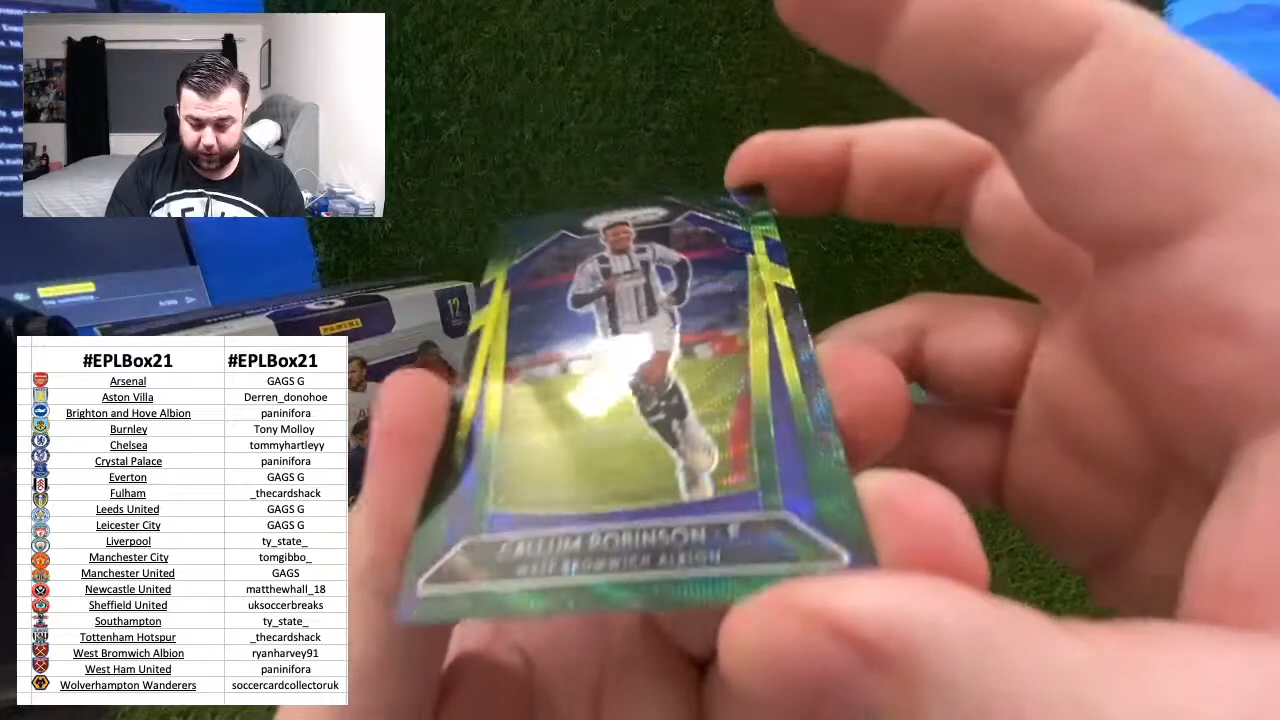 PANINI
12
#EPLBox21 #EPLBox21
Arsenal GAGS G
Aston Villa Derren_donohoe
Brighton and Hove Albion paninifora
Burnley Tony Molloy
Chelsea tommyhartleyy
Crystal Palace paninifora
Everton GAGS G
Fulham _thecardshack
Leeds United GAGS G
Leicester City GAGS G
Liverpool ty_state_
Manchester City tomgibbo_
Manchester United GAGS
Newcastle United matthewhall_18
Sheffield United uksoccerbreaks
Southampton ty_state_
Tottenham Hotspur _thecardshack
West Bromwich Albion ryanharvey91
West Ham United paninifora
Wolverhampton Wanderers soccercardcollectoruk
CALLUM ROBINSON - F
WEST BROMWICH ALBION